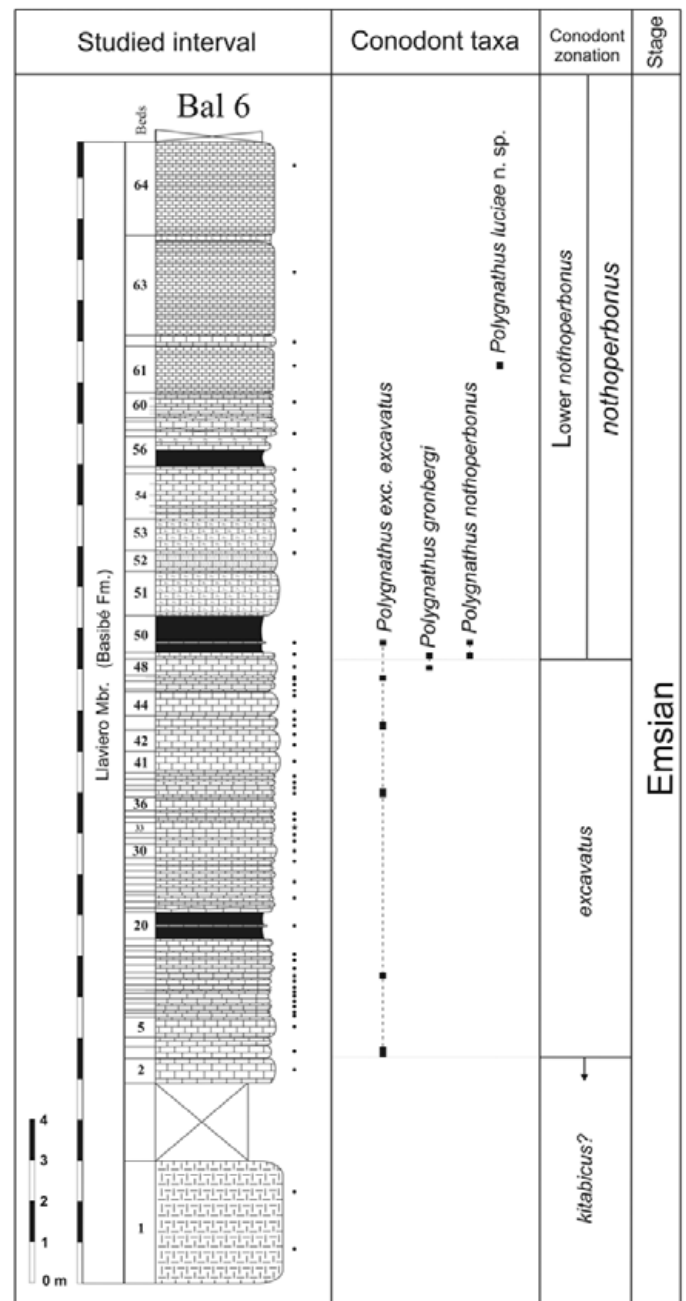 Studied interval
Conodont taxa
Conodont
zonation
Stage
Beds
Bal 6
64
63
61
60
56
54
53
52
51
50
48
44
42
41
36
33
30
20
5
2
1
Llaviero Mbr. (Basibé Fm.)
4
3
2
1
0 m
Polygnathus exc. excavatus
Polygnathus gronbergi
Polygnathus nothoperbonus
Polygnathus luciae n. sp.
Lower nothoperbonus
nothoperbonus
excavatus
kitabicus?
Emsian